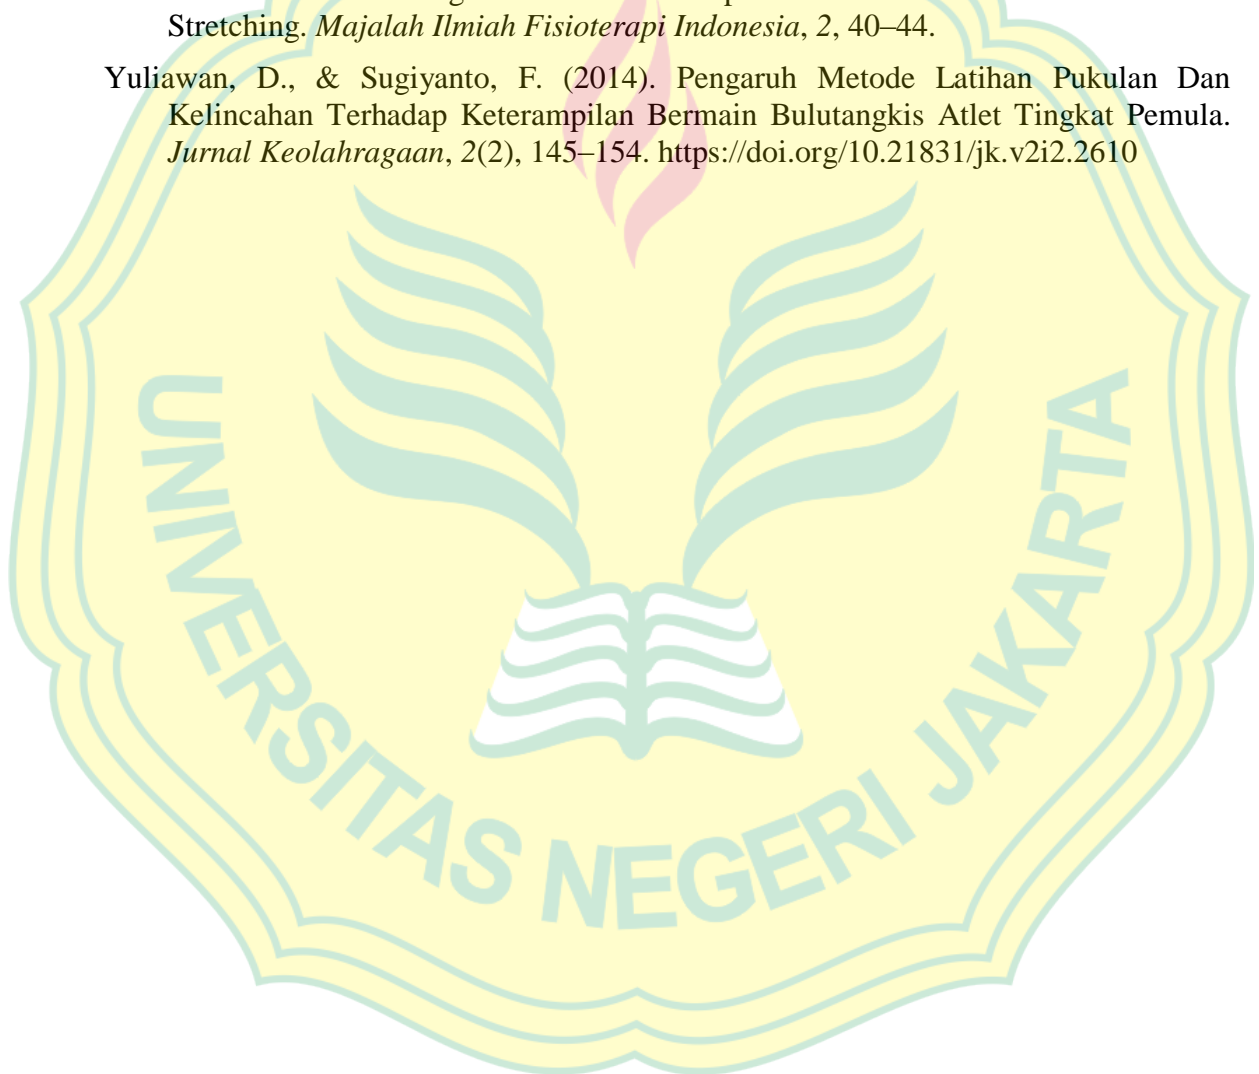 Stretching. Majalah Ilmiah Fisioterapi Indonesia, 2, 40–44.
Yuliawan, D., & Sugiyanto, F. (2014). Pengaruh Metode Latihan Pukulan Dan
Kelincahan Terhadap Keterampilan Bermain Bulutangkis Atlet Tingkat Pemula.
Jurnal Keolahragaan, 2(2), 145–154. https://doi.org/10.21831/jk.v2i2.2610
UNIVERSITAS NEGERI JAKARTA